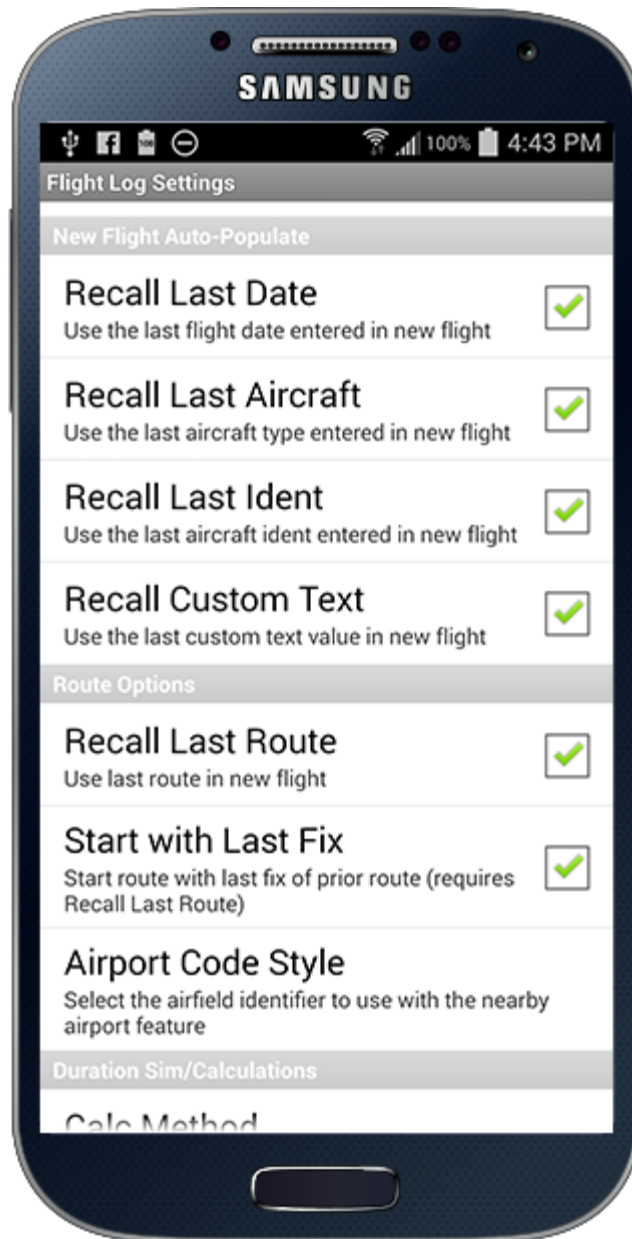 SAMSUNG
100% 4:43 PM
Flight Log Settings
New Flight Auto-Populate
Recall Last Date
Use the last flight date entered in new flight
Recall Last Aircraft
Use the last aircraft type entered in new flight
Recall Last Ident
Use the last aircraft ident entered in new flight
Recall Custom Text
Use the last custom text value in new flight
Route Options
Recall Last Route
Use last route in new flight
Start with Last Fix
Start route with last fix of prior route (requires
Recall Last Route)
Airport Code Style
Select the airfield identifier to use with the nearby
airport feature
Duration Sim/Calculations
Calc Method